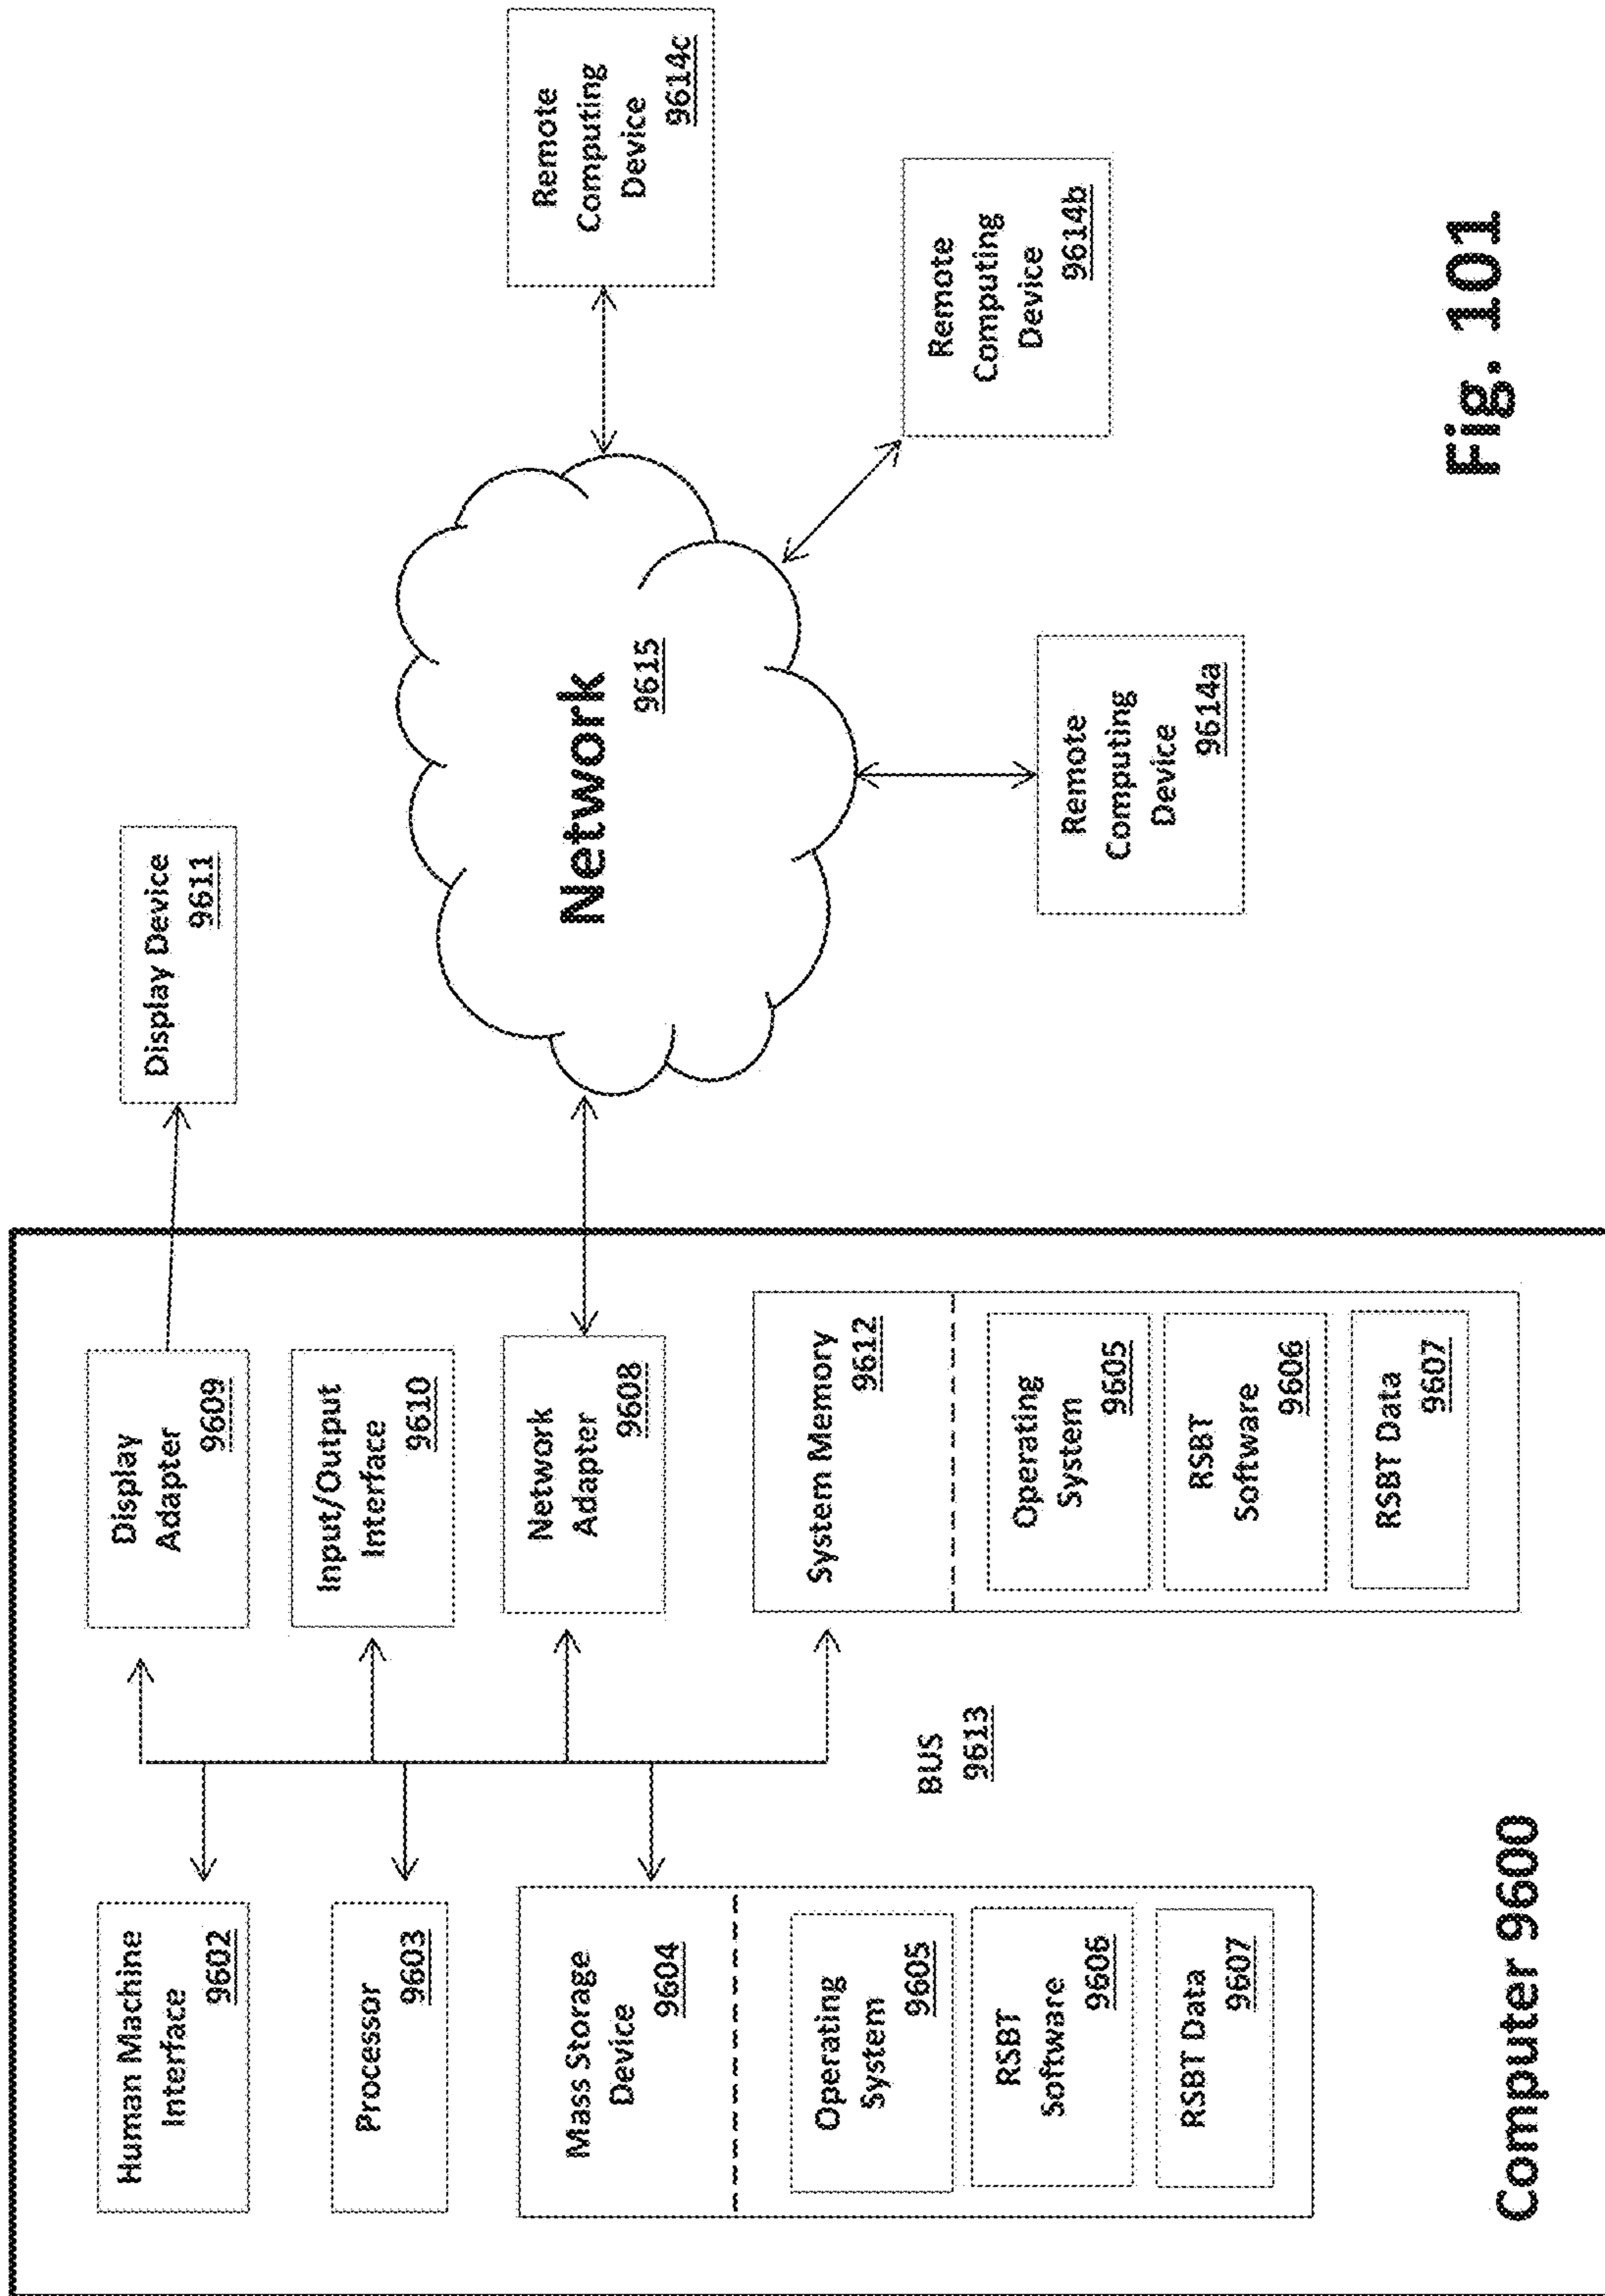 Human Machine
Interface
9602
Processor
9603
Mass Storage
Device
9604
Operating
System
9605
RSBT
Software
9606
RSBT Data
9607
Computer 9600
BUS
9613
Display
Adapter
9609
Input/Output
Interface
9610
Network
Adapter
9608
System Memory
9612
Operating
System
9605
RSBT
Software
9606
RSBT Data
9607
Display Device
9611
Network
9615
Remote
Computing
Device
9614a
Remote
Computing
Device
9614b
Remote
Computing
Device
9614c
Fig. 101